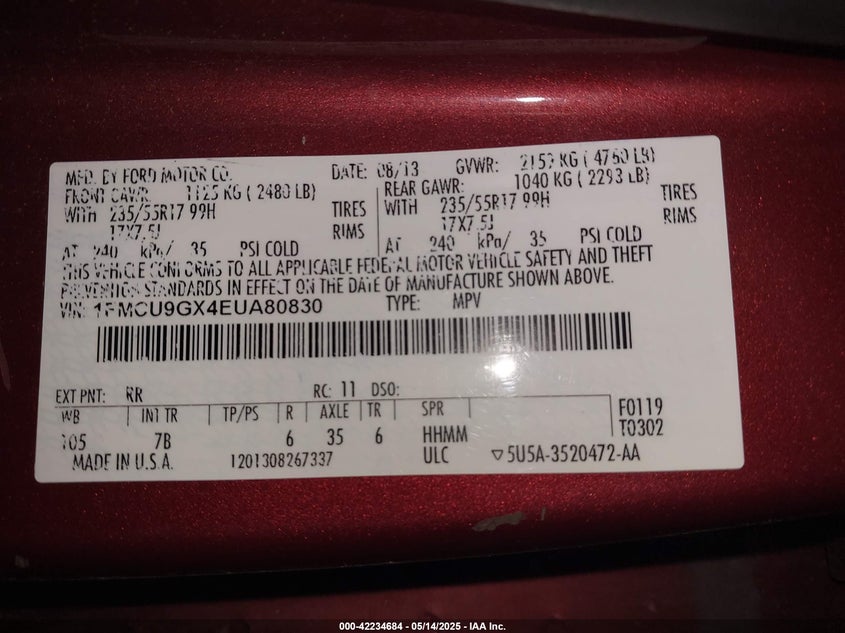 MFD. BY FORD MOTOR CO. DATE: 08/13 GVWR: 2159 KG ( 4760 LB)
FRONT GAWR: 1125 KG ( 2480 LB) REAR GAWR: 1040 KG ( 2293 LB)
WITH 235/55R17 99H TIRES WITH 235/55R17 99H TIRES
17X7.5J RIMS 17X7.5J RIMS
AT 240 kPa/ 35 PSI COLD AT 240 kPa/ 35 PSI COLD
THIS VEHICLE CONFORMS TO ALL APPLICABLE FEDERAL MOTOR VEHICLE SAFETY AND THEFT
PREVENTION STANDARDS IN EFFECT ON THE DATE OF MANUFACTURE SHOWN ABOVE.
VIN: 1FMCU9GX4EUA80830 TYPE: MPV
EXT PNT: RR RC: 11 DSO:
WB INT TR TP/PS R AXLE TR SPR F0119
105 7B 6 35 6 HHMM T0302
MADE IN U.S.A. 1201308267337 ULC ▽5U5A-3520472-AA
000-42234684 - 05/14/2025 - IAA Inc.